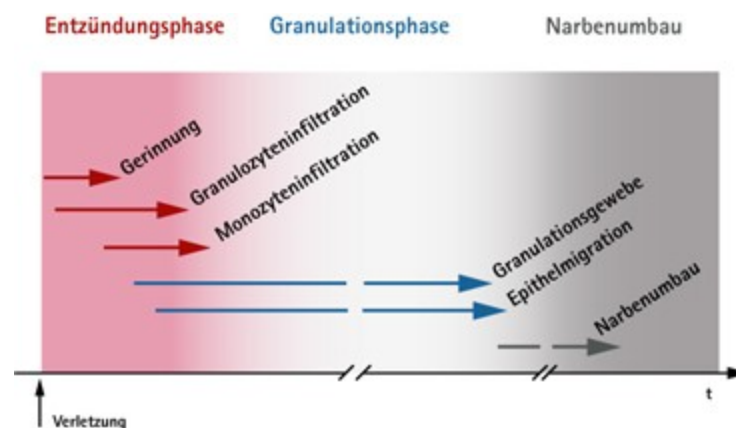 Entzündungsphase
Granulationsphase
Narbenumbau
Gerinnung
Granulozyteninfiltration
Monozyteninfiltration
Granulationsgewebe
Epithelmigration
Narbenumbau
t
Verletzung